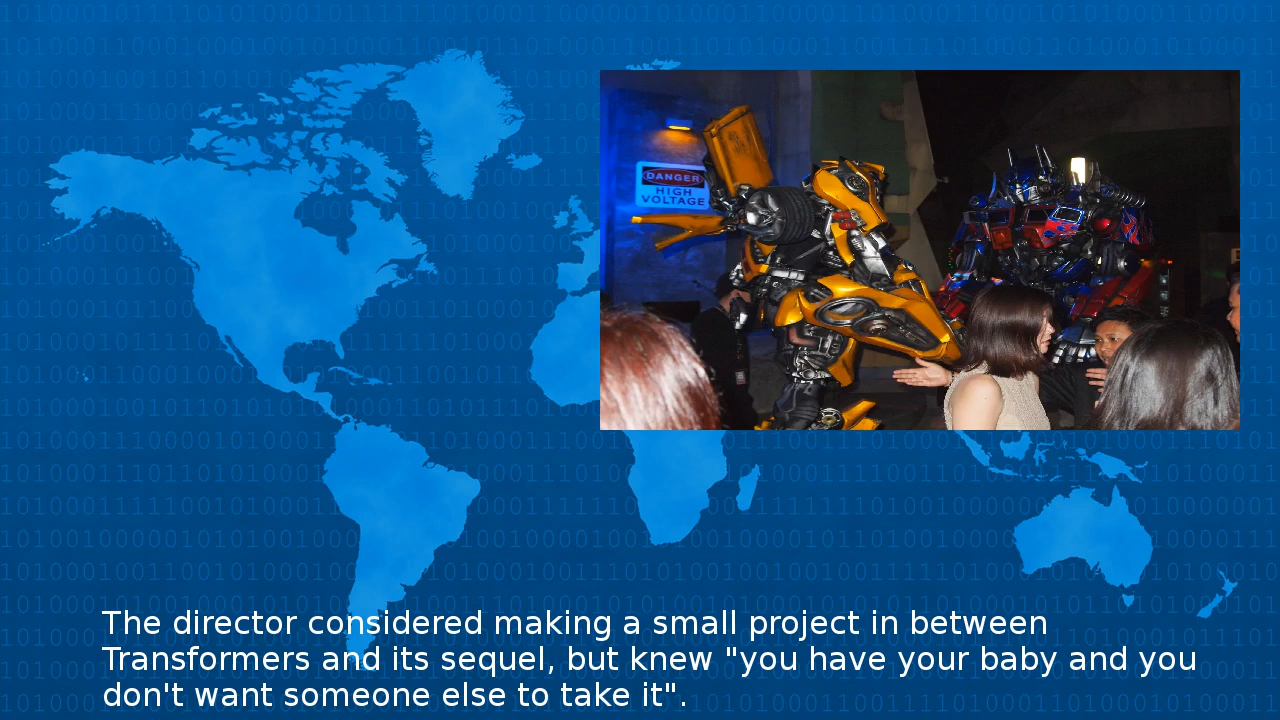 DANGER
HIGH
VOLTAGE
The director considered making a small project in between
Transformers and its sequel, but knew "you have your baby and you
don't want someone else to take it".